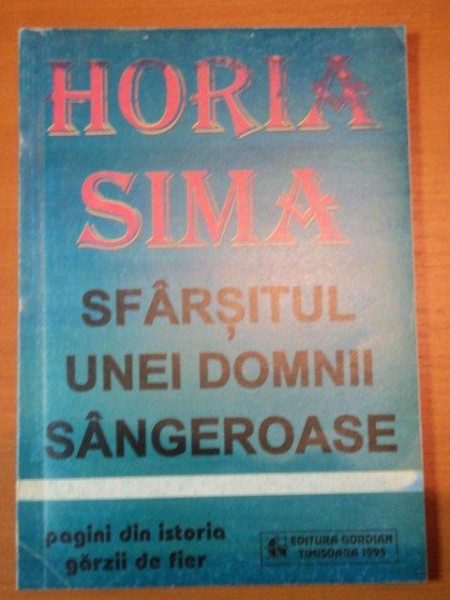 HORIA
SIMA
SFÂRȘITUL
UNEI DOMNII
SÂNGEROASE
pagini din istoria
gărzii de fier
EDITURA GORDIAN
TIMIȘOARA 1995